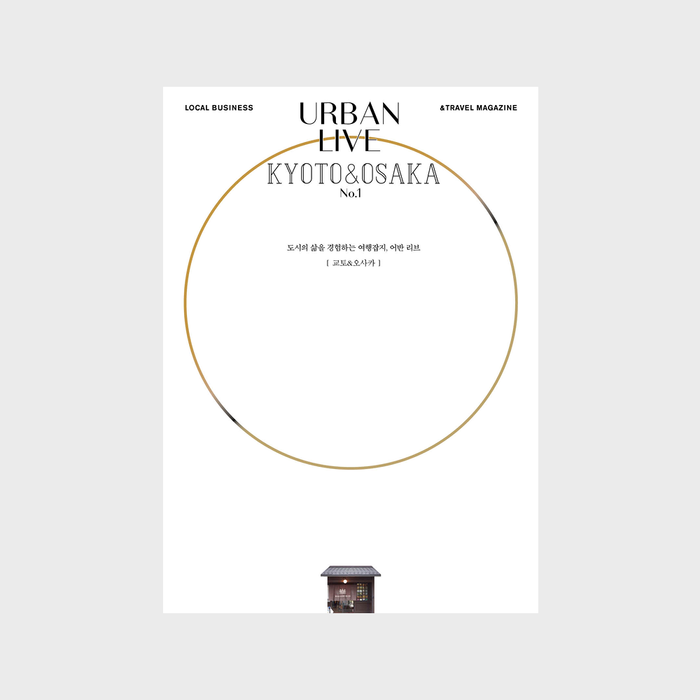 LOCAL BUSINESS
URBAN
LIVE
&TRAVEL MAGAZINE
KYOTO&OSAKA
No.1
도시의 삶을 경험하는 여행잡지, 어반 리브
[ 교토&오사카 ]